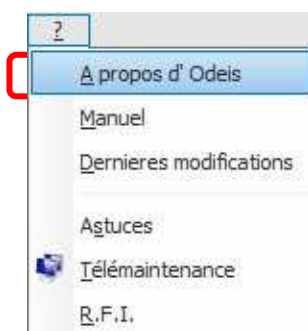 ?
A propos d' Odeis
Manuel
Dernieres modifications
Astuces
Télémaintenance
R.F.I.